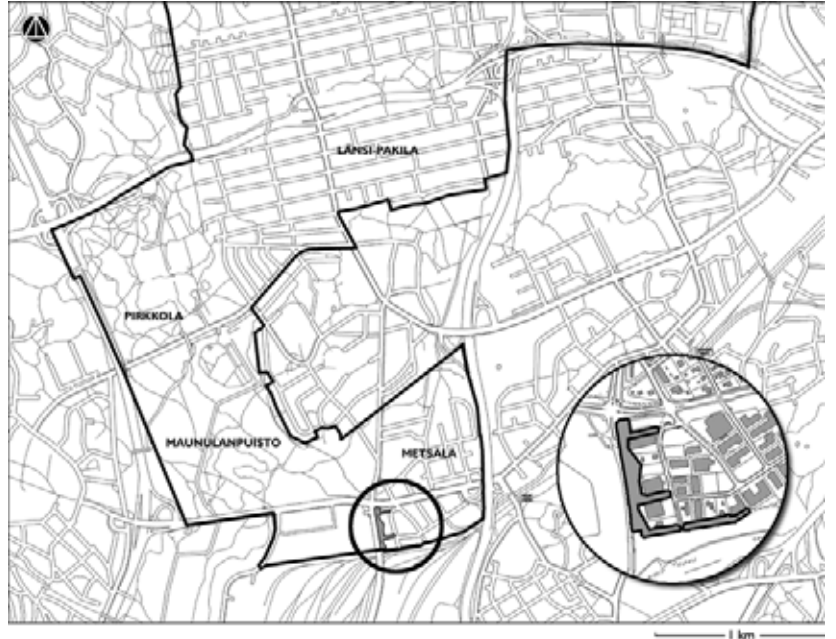 LÄNSI-PAKILA
PIRKKOLA
MAUNULANPUISTO
METSÄLÄ
1 km